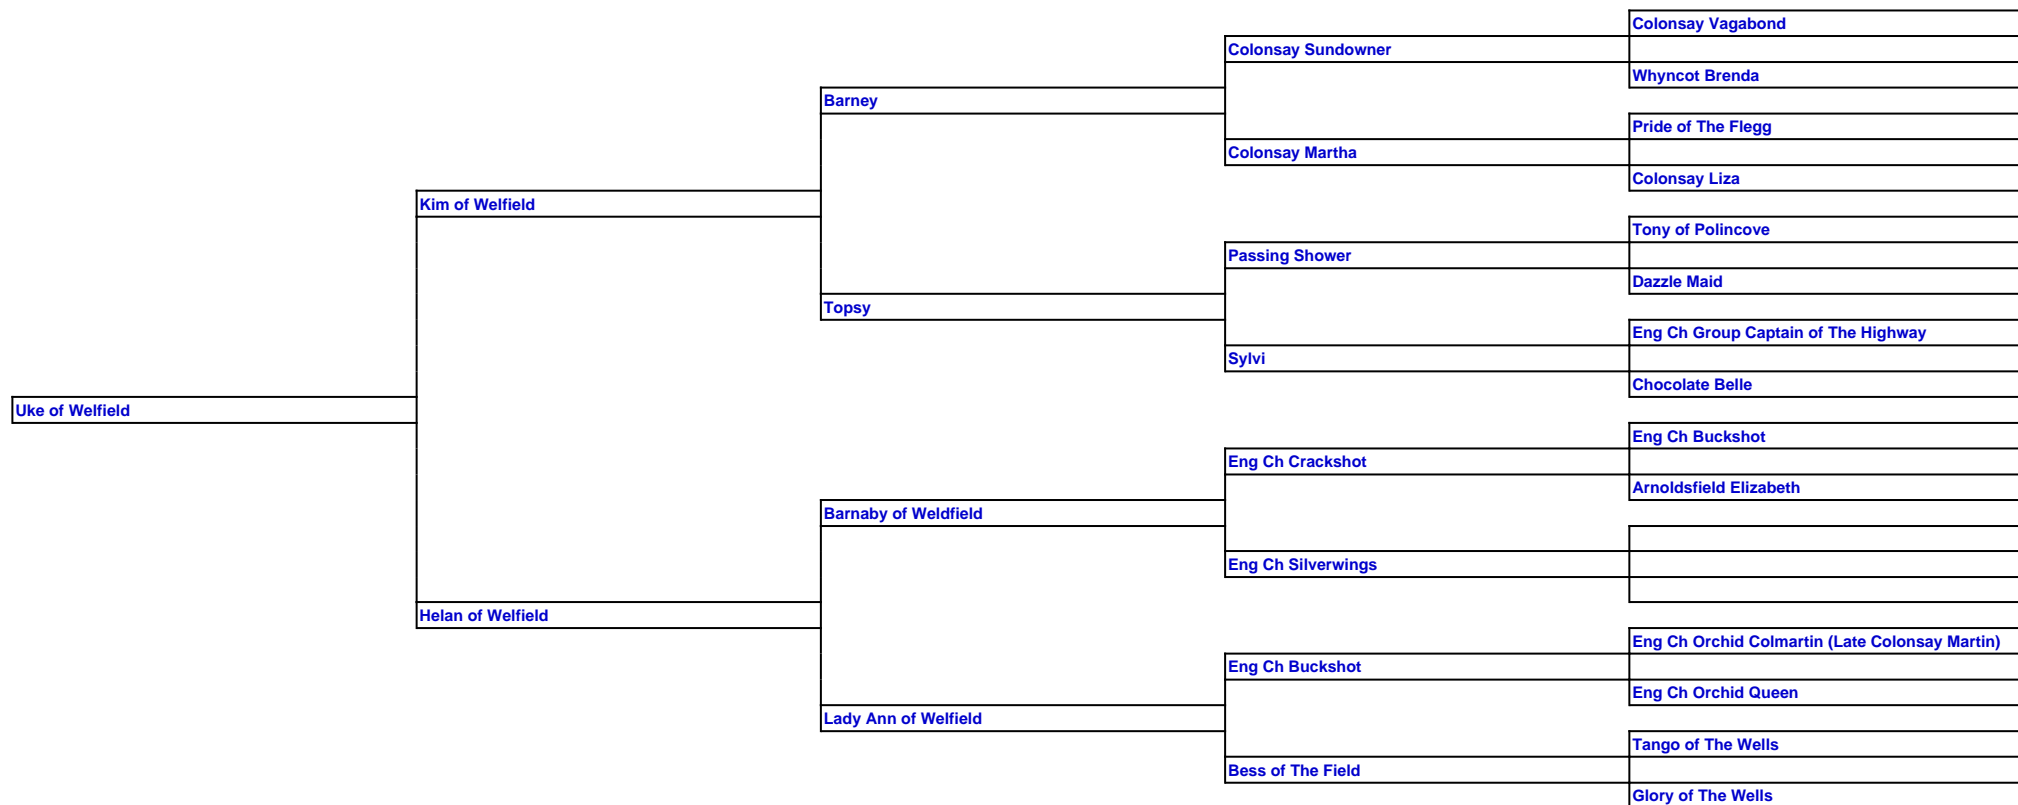 Colonsay Vagabond
Colonsay Sundowner
Whyncot Brenda
Barney
Pride of The Flegg
Colonsay Martha
Colonsay Liza
Kim of Welfield
Tony of Polincove
Passing Shower
Dazzle Maid
Topsy
Eng Ch Group Captain of The Highway
Sylvi
Chocolate Belle
Uke of Welfield
Eng Ch Buckshot
Eng Ch Crackshot
Arnoldsfield Elizabeth
Barnaby of Weldfield
Eng Ch Silverwings
Helan of Welfield
Eng Ch Orchid Colmartin (Late Colonsay Martin)
Eng Ch Buckshot
Eng Ch Orchid Queen
Lady Ann of Welfield
Tango of The Wells
Bess of The Field
Glory of The Wells